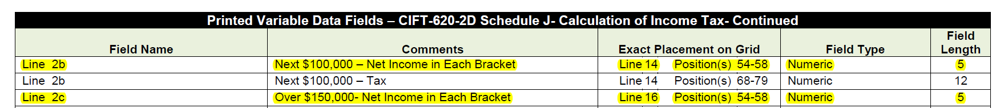 Printed Variable Data Fields – CIFT-620-2D Schedule J- Calculation of Income Tax- Continued
Field Name Comments Exact Placement on Grid Field Type Field Length
Line 2b Next $100,000 – Net Income in Each Bracket Line 14 Position(s) 54-58 Numeric 5
Line 2b Next $100,000 – Tax Line 14 Position(s) 68-79 Numeric 12
Line 2c Over $150,000- Net Income in Each Bracket Line 16 Position(s) 54-58 Numeric 5